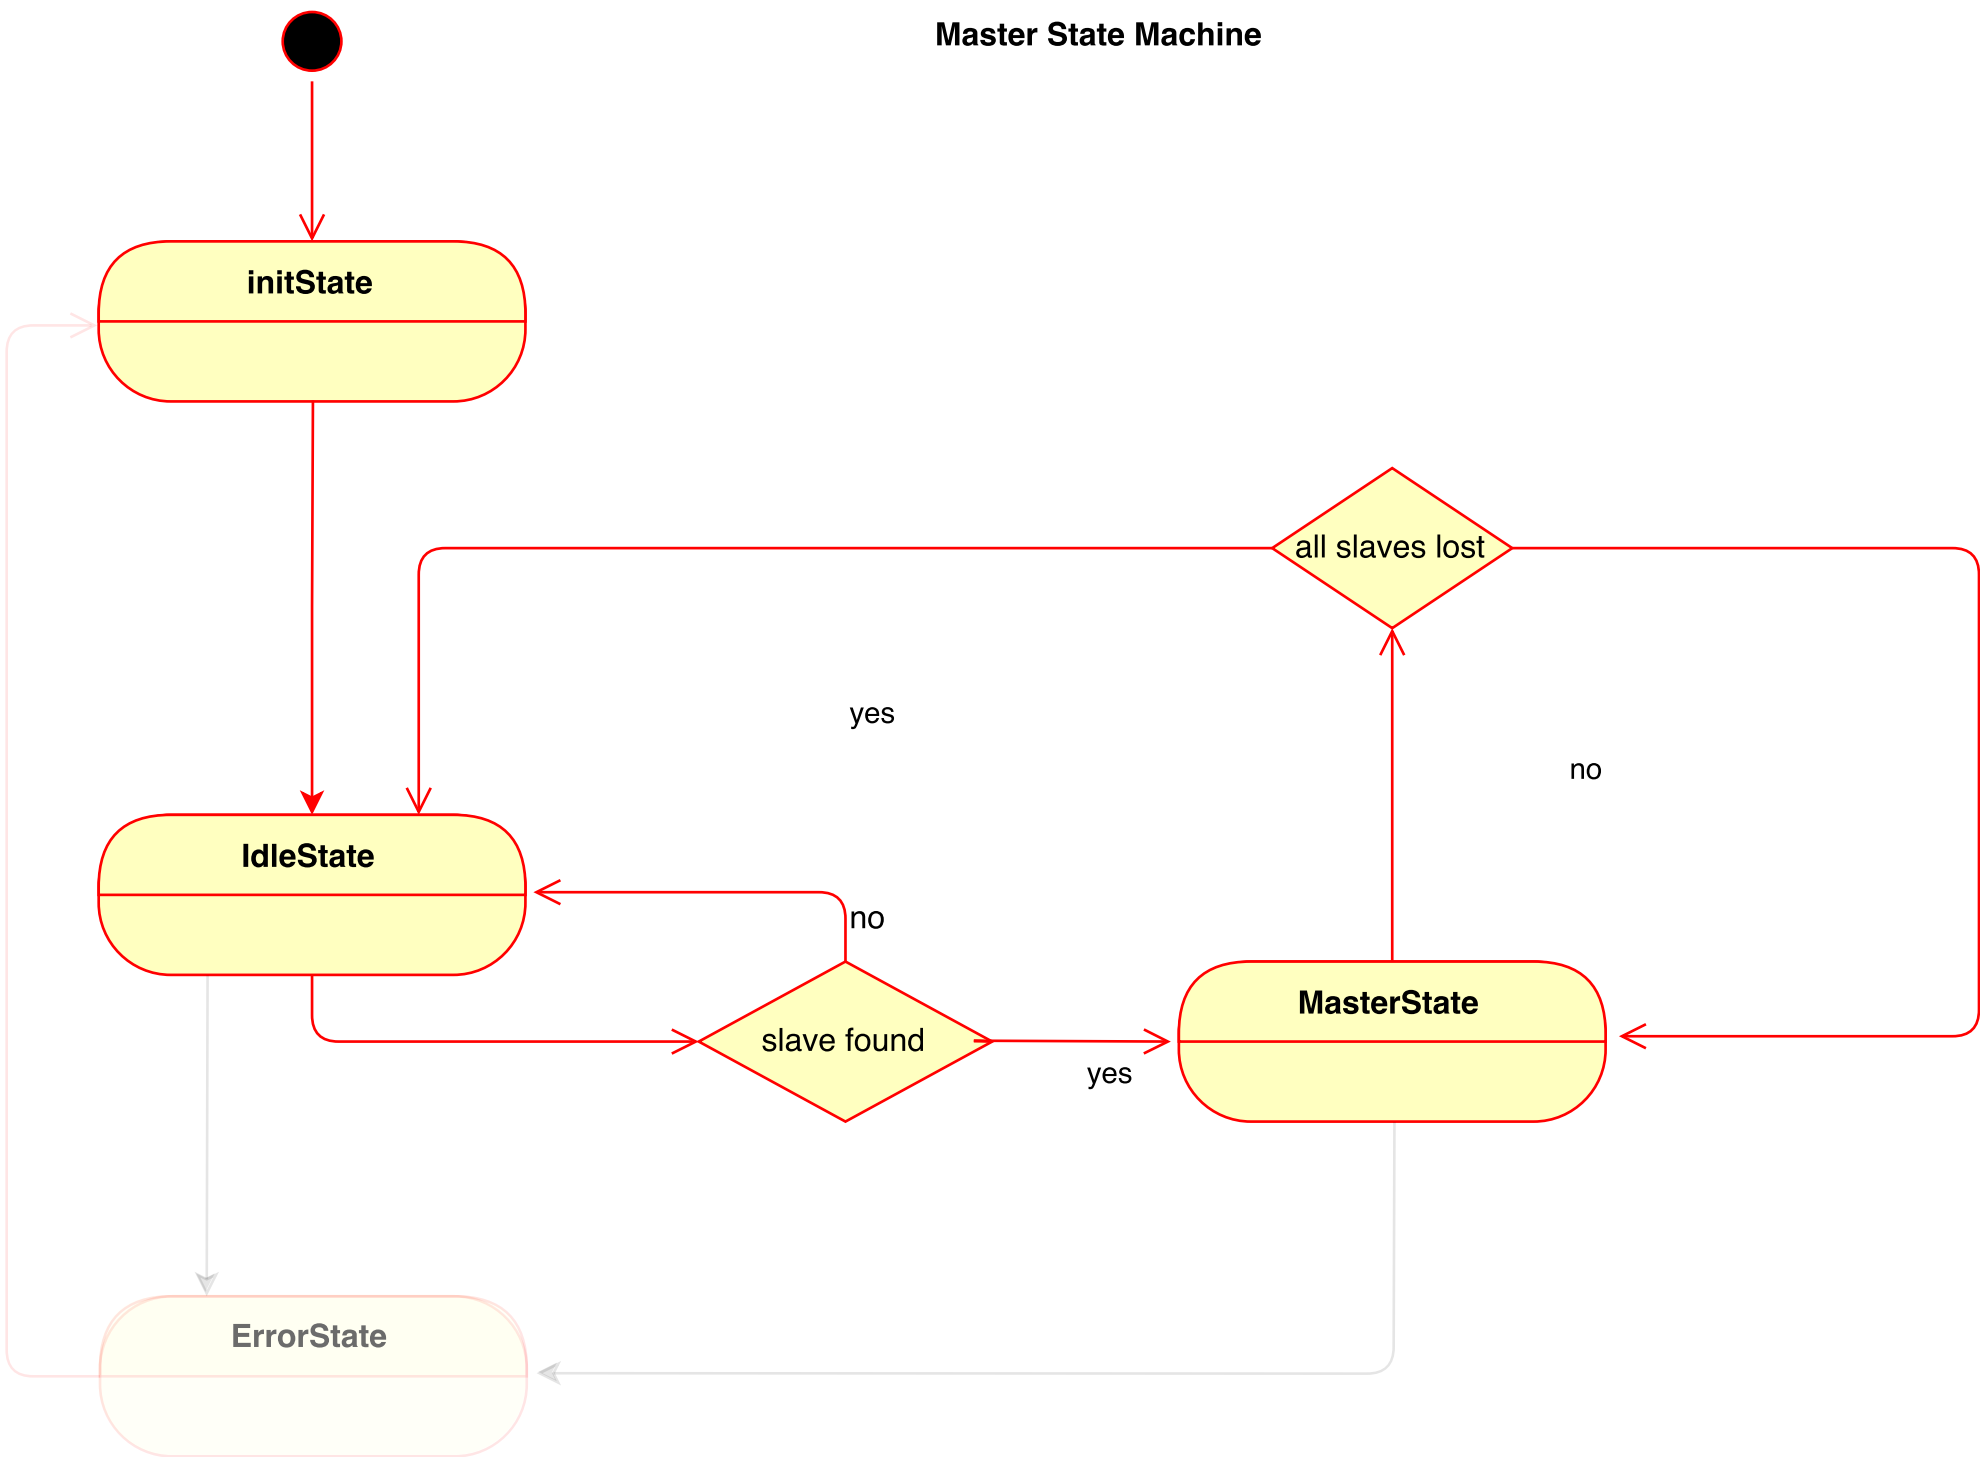 Master State Machine
initState
all slaves lost
yes
no
IdleState
no
MasterState
slave found
yes
ErrorState